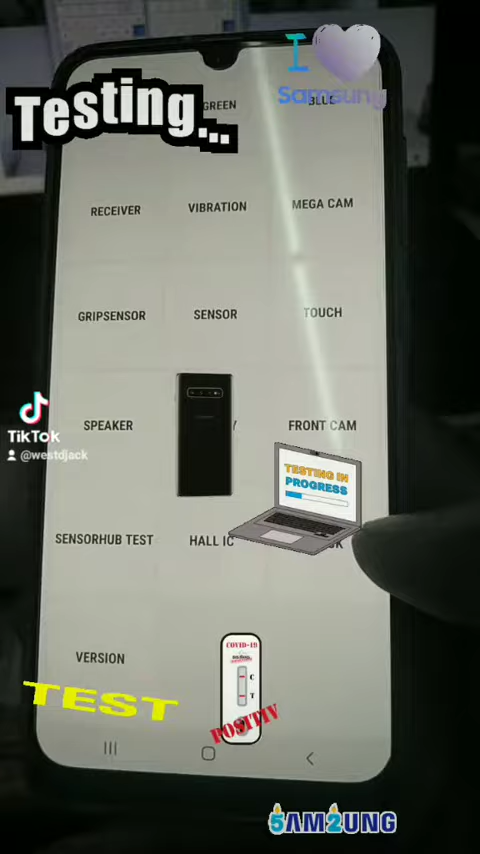 I
Samsung
GREEN
BLUE
Testing...
RECEIVER
VIBRATION
MEGA CAM
GRIPSENSOR
SENSOR
TOUCH
SPEAKER
FRONT CAM
TESTING IN
PROGRESS
TikTok
@westdjack
SENSORHUB TEST
HALL IC
COVID-19
C
T
VERSION
TEST
POSITIV
5AM2UNG